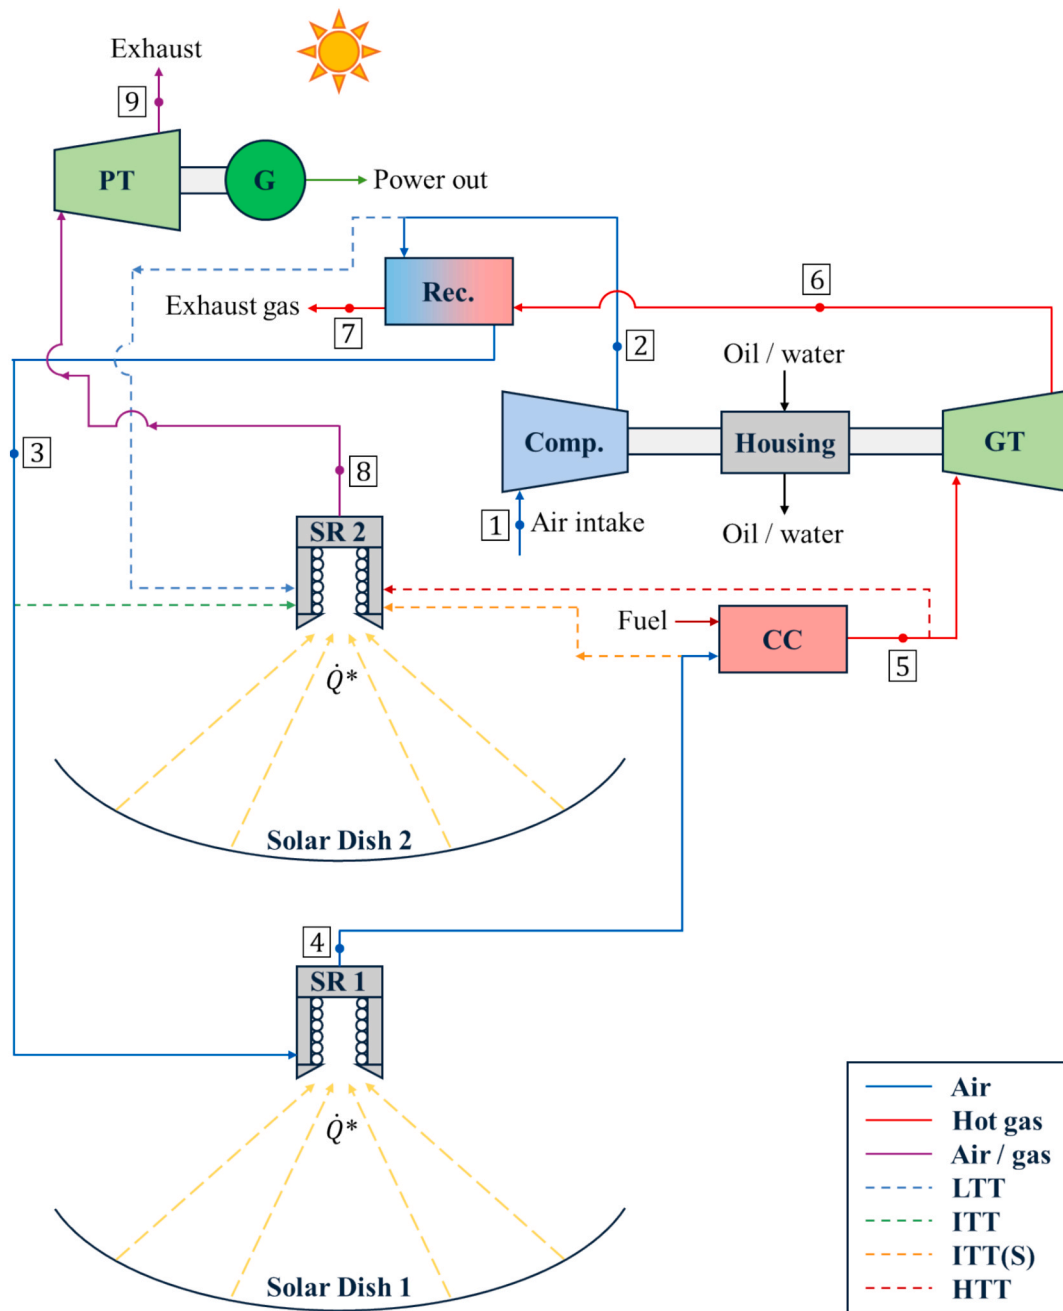 Exhaust
9
PT
G
Power out
Rec.
Exhaust gas
7
6
2
Oil / water
3
Comp.
Housing
GT
8
1
Air intake
Oil / water
SR 2
Fuel
CC
5
Q̇*
Solar Dish 2
4
SR 1
Q̇*
Solar Dish 1
Air
Hot gas
Air / gas
LTT
ITT
ITT(S)
HTT